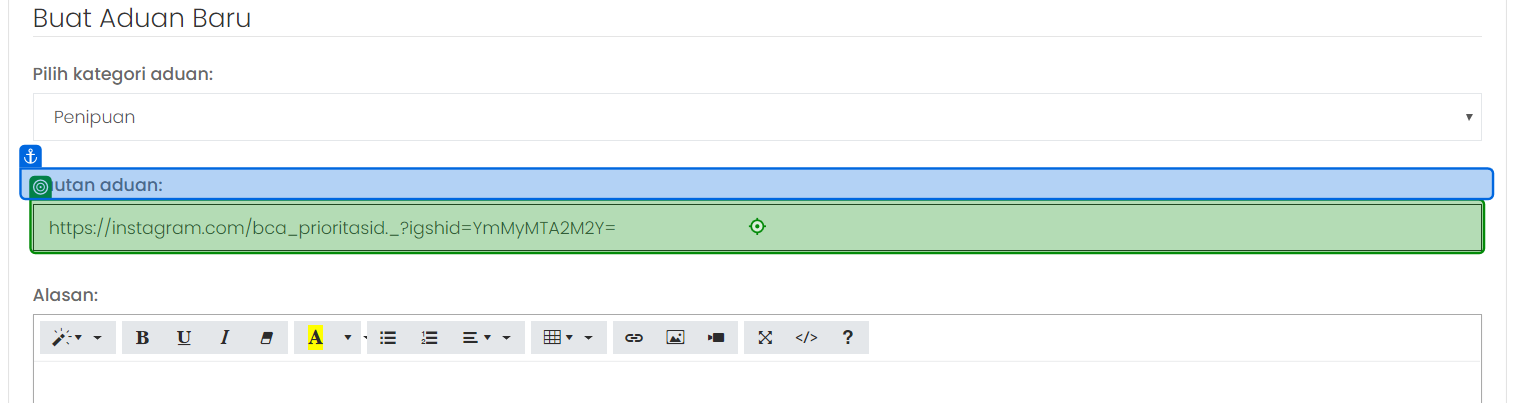 Buat Aduan Baru
Pilih kategori aduan:
Penipuan
utan aduan:
https://instagram.com/bca_prioritasid._?igshid=YmMyMTA2M2Y=
Alasan:
B U I A </> ?